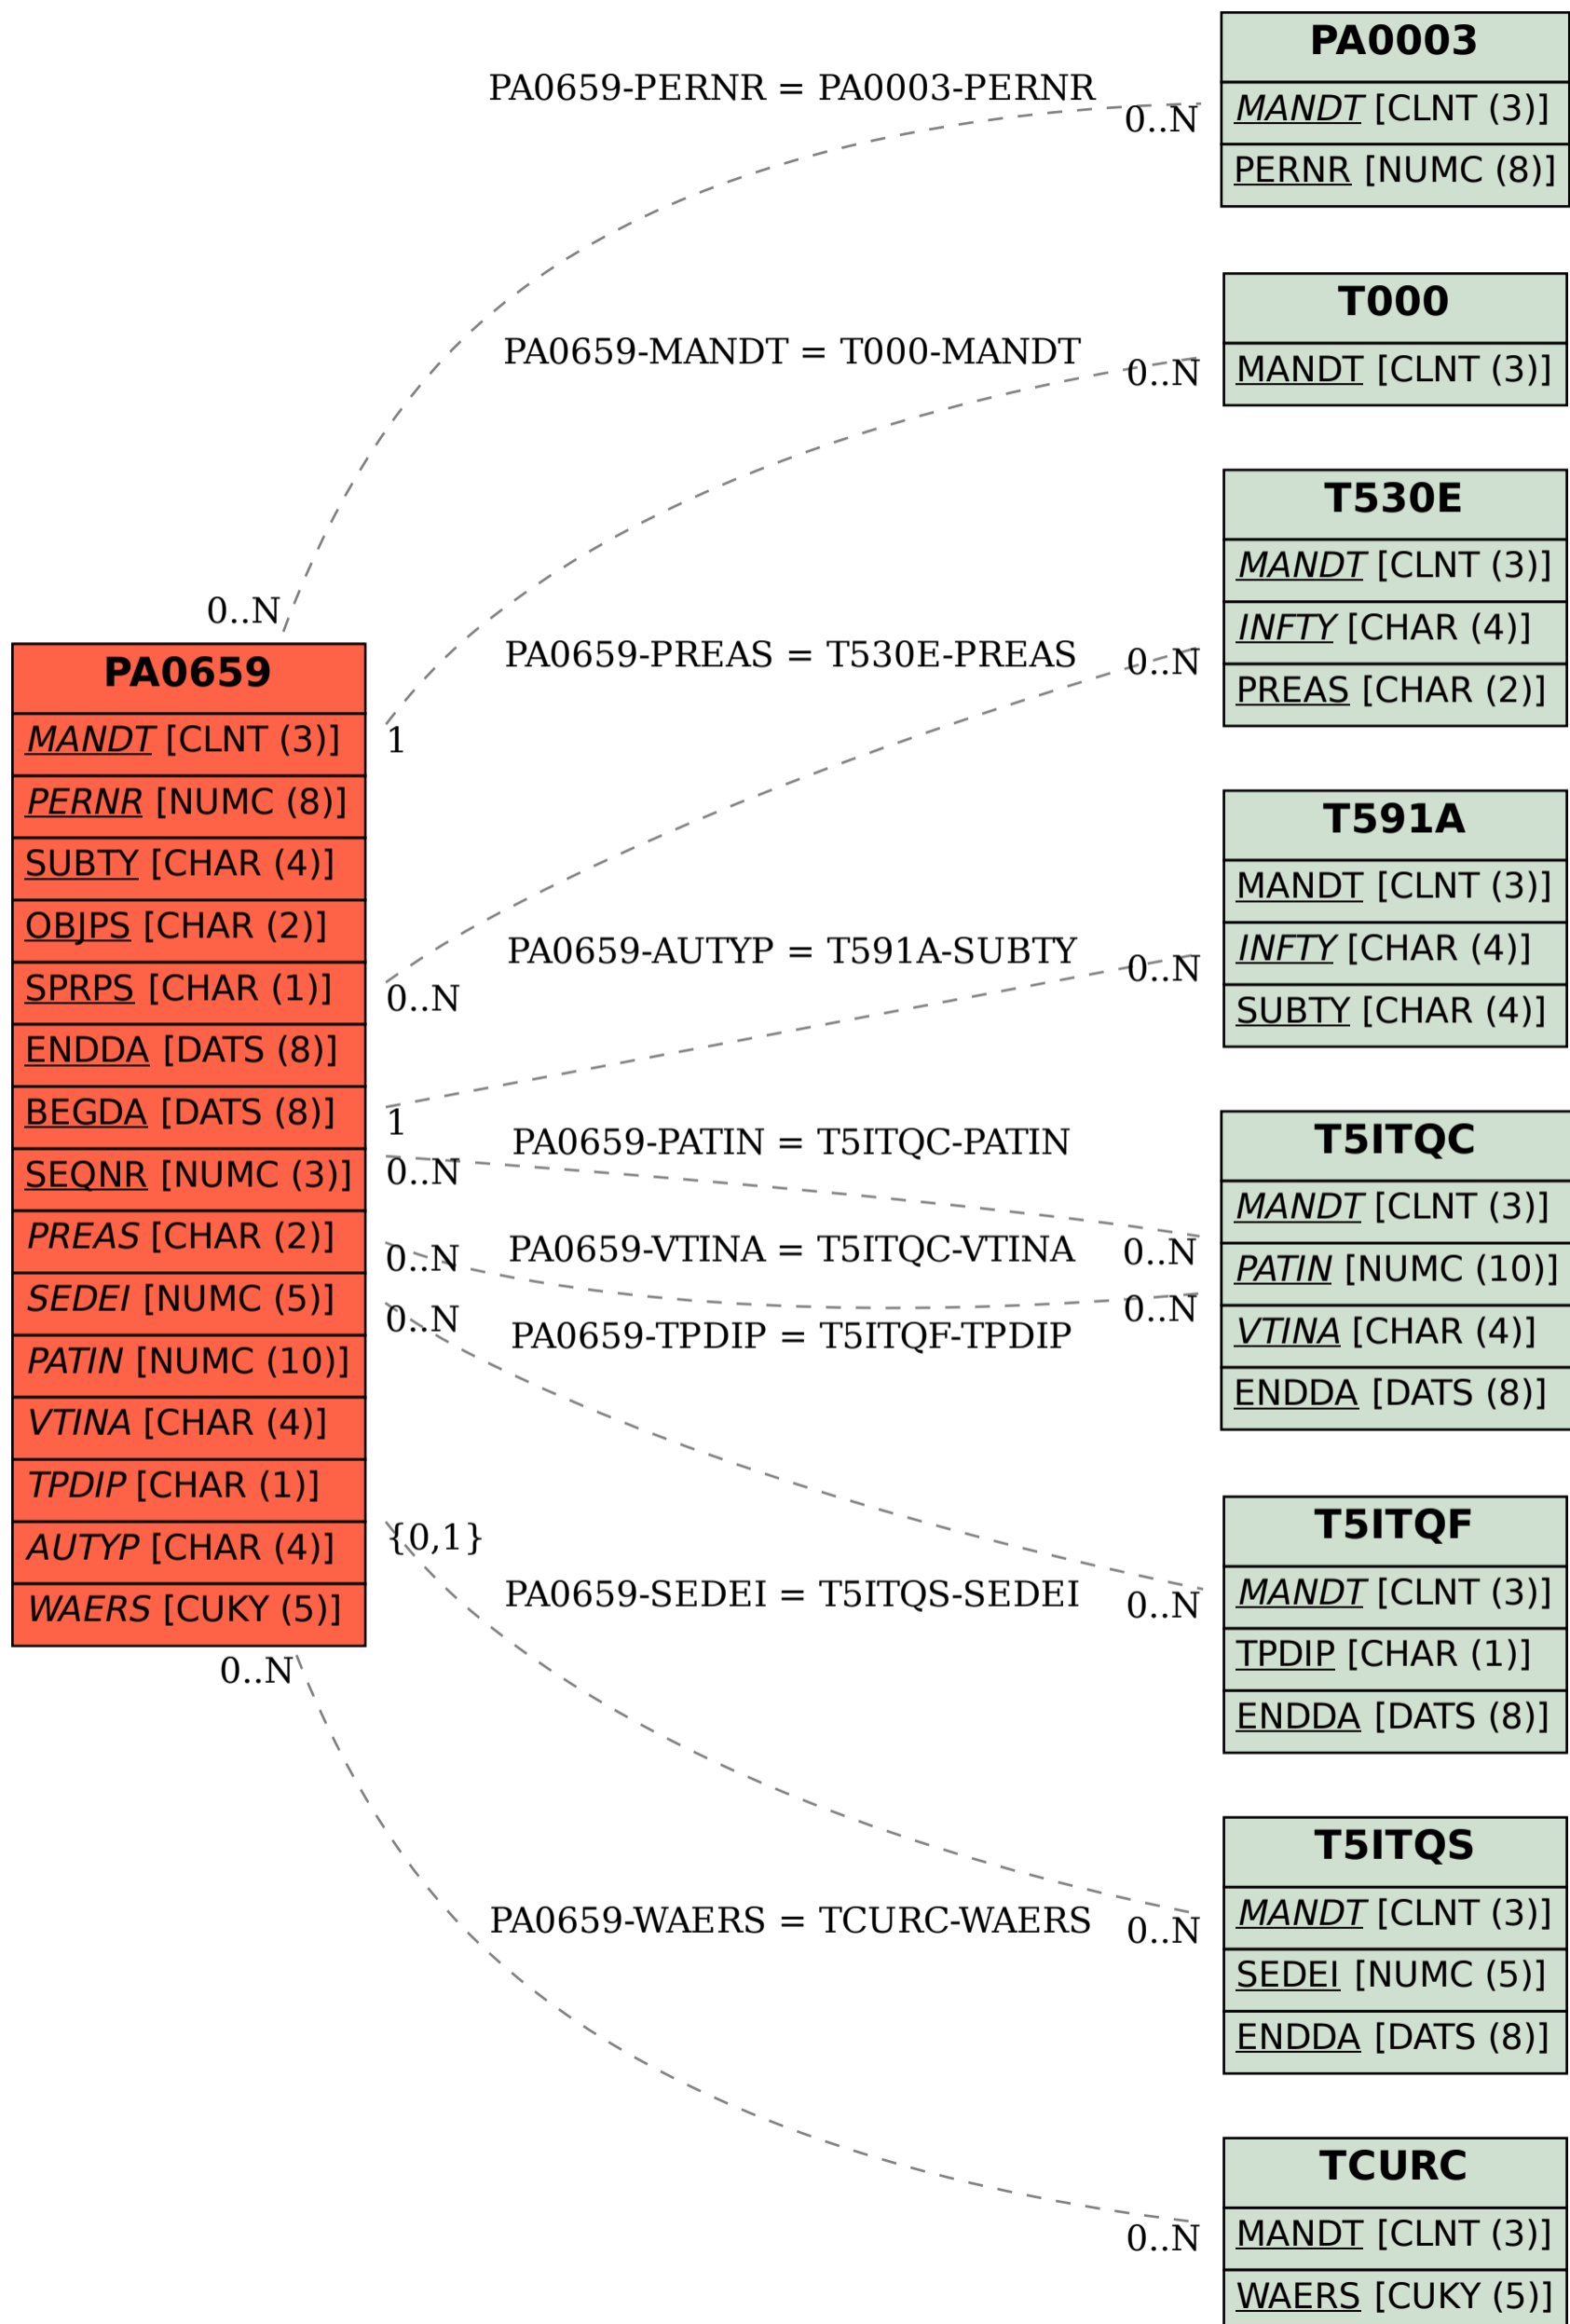 PA0003
MANDT [CLNT (3)]
PERNR [NUMC (8)]
PA0659-PERNR = PA0003-PERNR
0..N
0..N
T000
MANDT [CLNT (3)]
PA0659-MANDT = T000-MANDT
0..N
1
T530E
MANDT [CLNT (3)]
INFTY [CHAR (4)]
PREAS [CHAR (2)]
PA0659-PREAS = T530E-PREAS
0..N
0..N
PA0659
MANDT [CLNT (3)]
PERNR [NUMC (8)]
SUBTY [CHAR (4)]
OBJPS [CHAR (2)]
SPRPS [CHAR (1)]
ENDDA [DATS (8)]
BEGDA [DATS (8)]
SEQNR [NUMC (3)]
PREAS [CHAR (2)]
SEDEI [NUMC (5)]
PATIN [NUMC (10)]
VTINA [CHAR (4)]
TPDIP [CHAR (1)]
AUTYP [CHAR (4)]
WAERS [CUKY (5)]
T591A
MANDT [CLNT (3)]
INFTY [CHAR (4)]
SUBTY [CHAR (4)]
PA0659-AUTYP = T591A-SUBTY
0..N
1
T5ITQC
MANDT [CLNT (3)]
PATIN [NUMC (10)]
VTINA [CHAR (4)]
ENDDA [DATS (8)]
PA0659-PATIN = T5ITQC-PATIN
0..N
0..N
PA0659-VTINA = T5ITQC-VTINA
0..N
0..N
PA0659-TPDIP = T5ITQF-TPDIP
0..N
0..N
T5ITQF
MANDT [CLNT (3)]
TPDIP [CHAR (1)]
ENDDA [DATS (8)]
{0,1}
PA0659-SEDEI = T5ITQS-SEDEI
0..N
T5ITQS
MANDT [CLNT (3)]
SEDEI [NUMC (5)]
ENDDA [DATS (8)]
0..N
PA0659-WAERS = TCURC-WAERS
0..N
TCURC
MANDT [CLNT (3)]
WAERS [CUKY (5)]